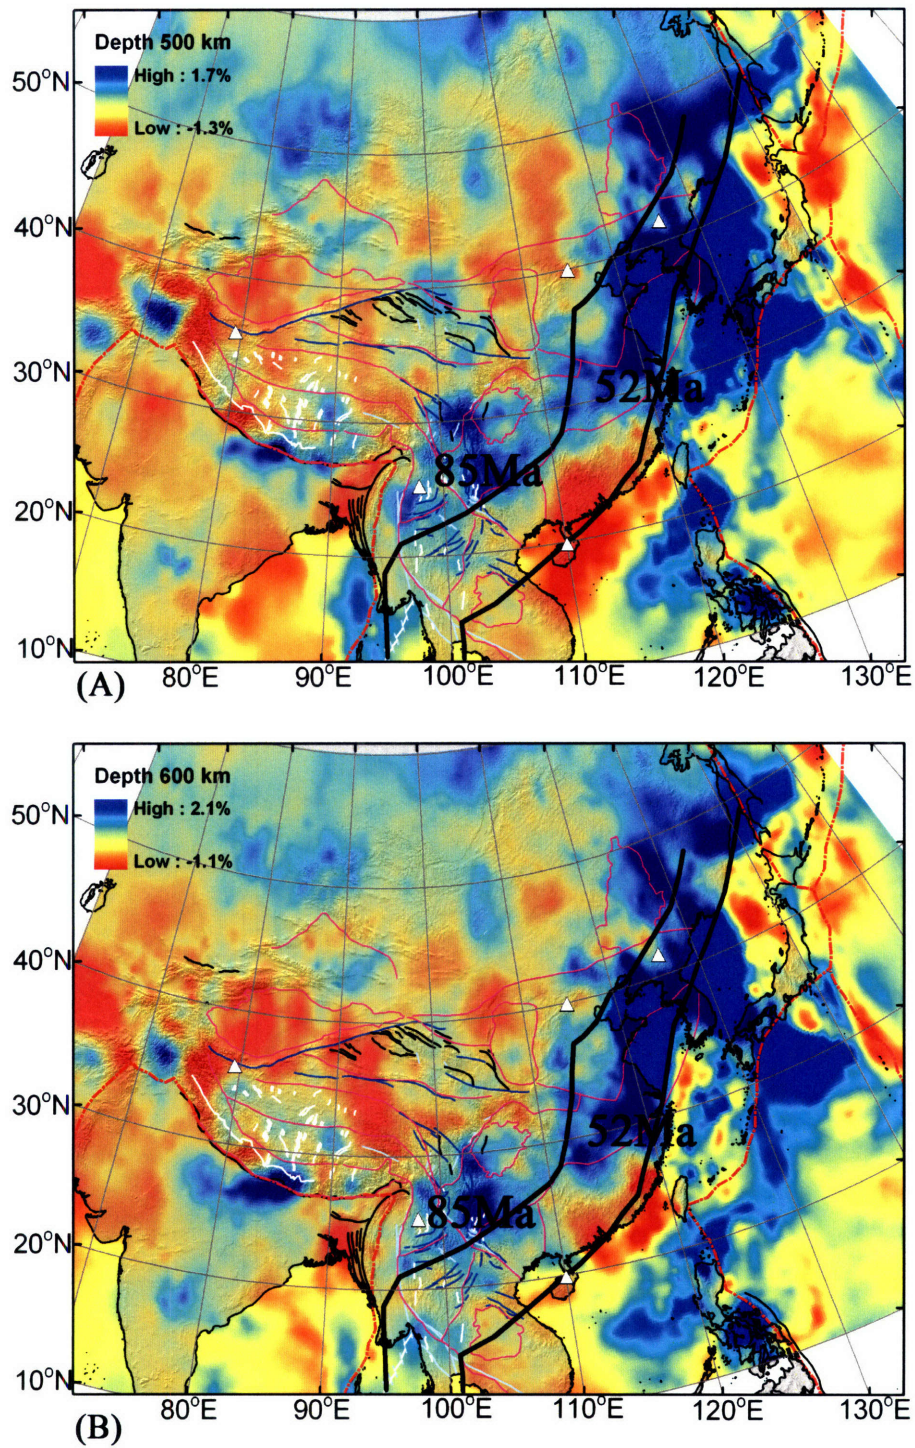 Depth 500 km
High : 1.7%
Low : -1.3%
50°N
40°N
30°N
20°N
10°N
52Ma
85Ma
80°E
90°E
100°E
110°E
120°E
130°E
(A)
Depth 600 km
High : 2.1%
Low : -1.1%
50°N
40°N
30°N
20°N
10°N
52Ma
85Ma
80°E
90°E
100°E
110°E
120°E
130°E
(B)